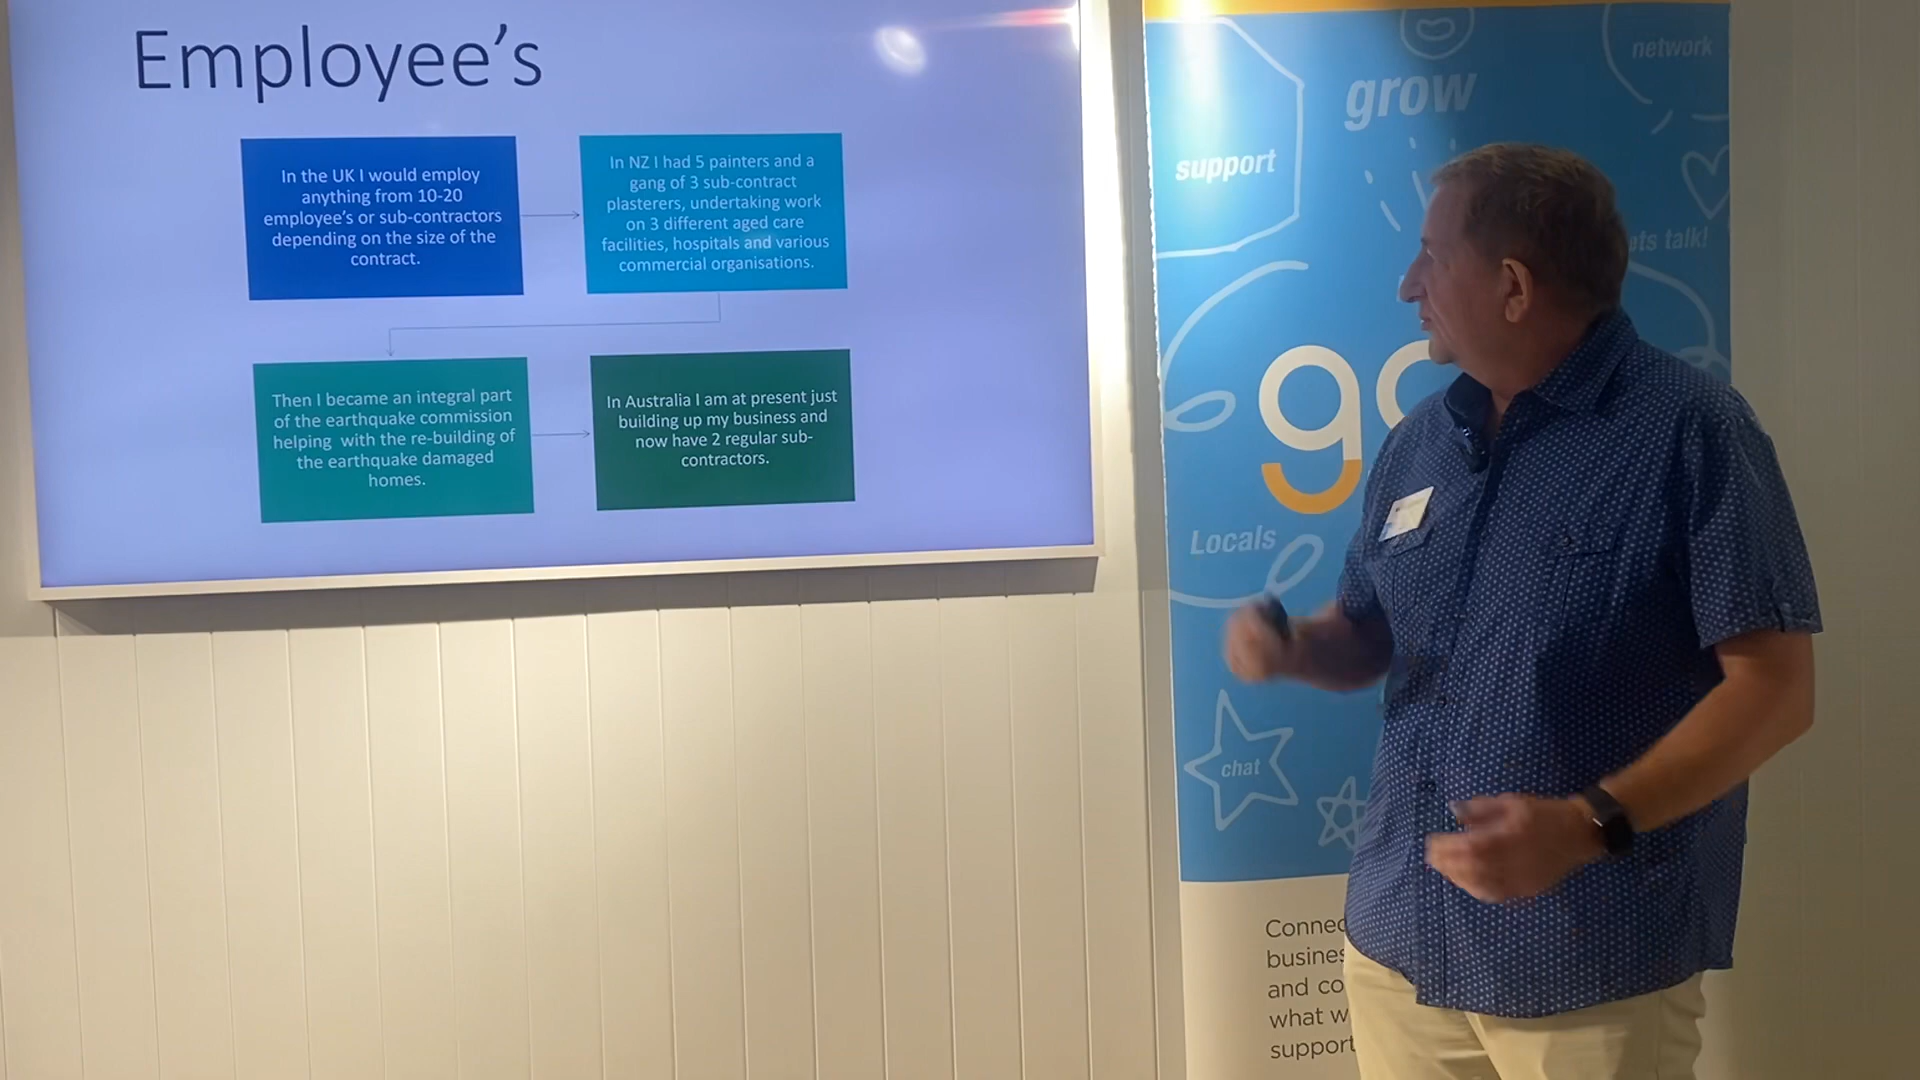 Employee's
In the UK I would employ
anything from 10-20
employee's or sub-contractors
depending on the size of the
contract.
In NZ I had 5 painters and a
gang of 3 sub-contract
plasterers, undertaking work
on 3 different aged care
facilities, hospitals and various
commercial organisations.
Then I became an integral part
of the earthquake commission
helping with the re-building of
the earthquake damaged
homes.
In Australia I am at present just
building up my business and
now have 2 regular sub-
contractors.
network
grow
support
ets talk!
go
Locals
chat
Connec
busines
and co
what w
support